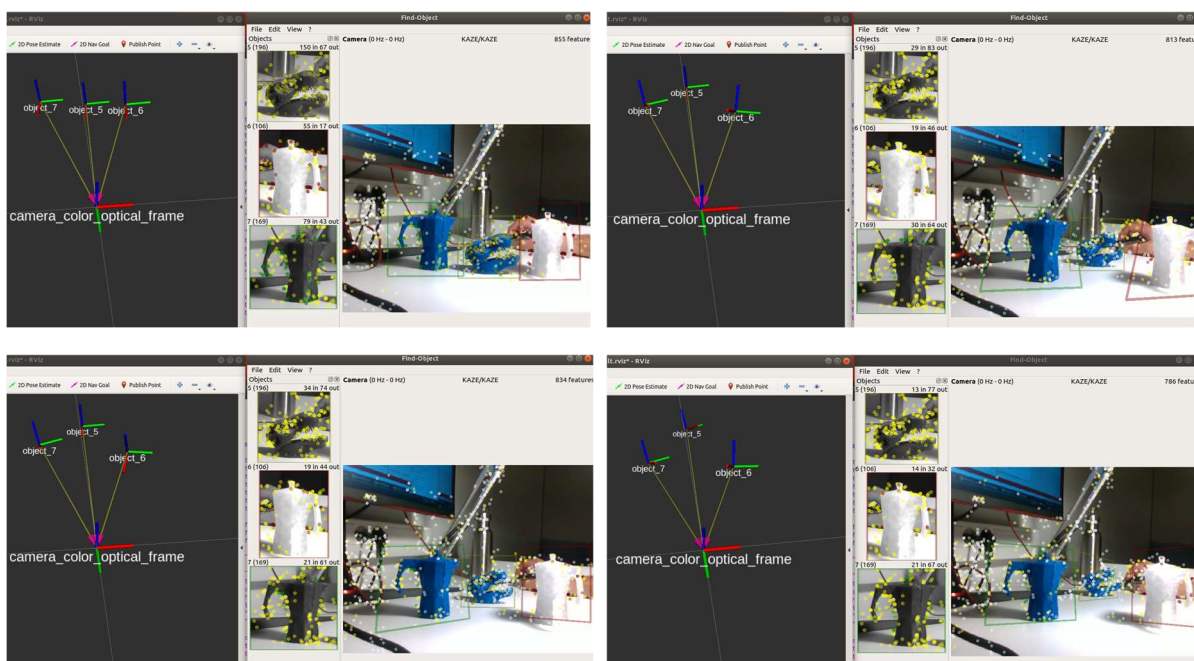 .rviz* - RViz
2D Pose Estimate 2D Nav Goal Publish Point
object_7 object_5 object_6
camera_color_optical_frame
Find-Object
File Edit View ?
Objects
Camera (0 Hz - 0 Hz) KAZE/KAZE 855 feature
5 (196) 150 in 67 out
6 (106) 55 in 17 out
7 (169) 79 in 43 out
t.rviz* - RViz
2D Pose Estimate 2D Nav Goal Publish Point
object_5
object_7
object_6
camera_color_optical_frame
Find-Object
File Edit View ?
Objects
Camera (0 Hz - 0 Hz) KAZE/KAZE 813 featu
5 (196) 29 in 83 out
6 (106) 19 in 46 out
7 (169) 30 in 64 out
.rviz* - RViz
2D Pose Estimate 2D Nav Goal Publish Point
object_5
object_7
object_6
camera_color_optical_frame
Find-Object
File Edit View ?
Objects
Camera (0 Hz - 0 Hz) KAZE/KAZE 834 features
5 (196) 34 in 74 out
6 (106) 19 in 44 out
7 (169) 21 in 61 out
lt.rviz* - RViz
2D Pose Estimate 2D Nav Goal Publish Point
object_5
object_7
object_6
camera_color_optical_frame
Find-Object
File Edit View ?
Objects
Camera (0 Hz - 0 Hz) KAZE/KAZE 786 featu
5 (196) 13 in 77 out
6 (106) 14 in 32 out
7 (169) 21 in 67 out